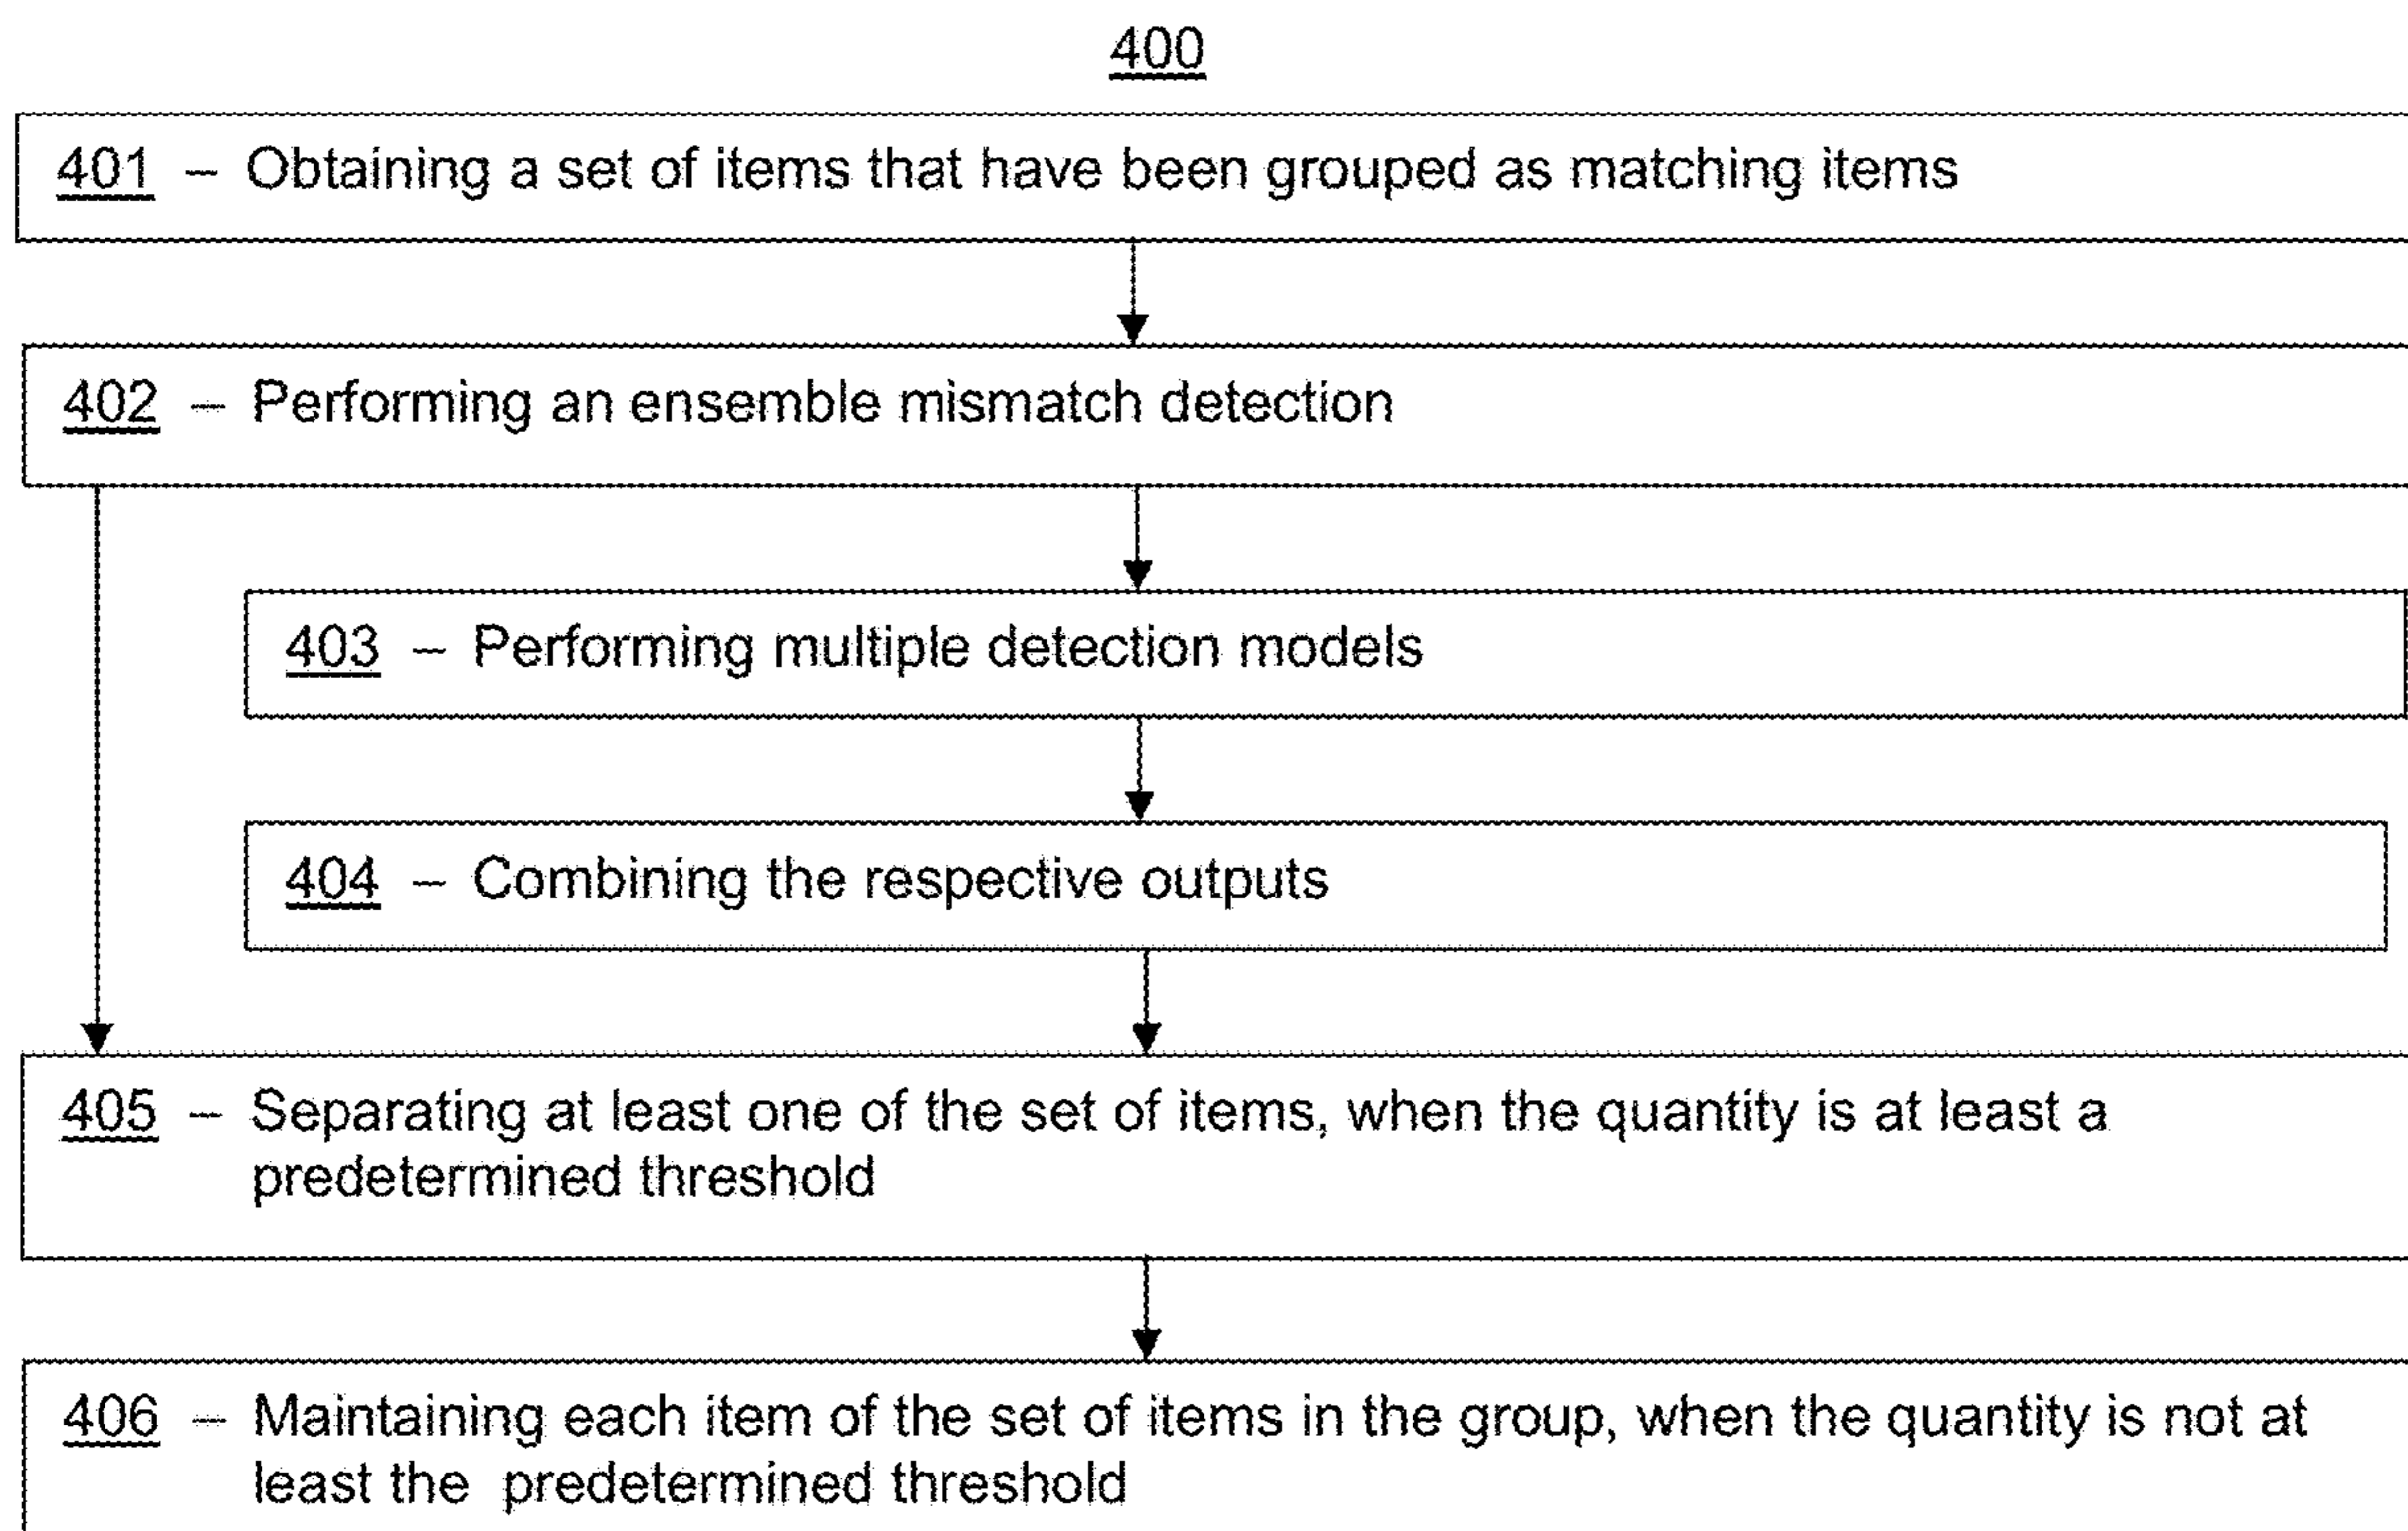 400
401 – Obtaining a set of items that have been grouped as matching items
402 – Performing an ensemble mismatch detection
403 – Performing multiple detection models
404 – Combining the respective outputs
405 – Separating at least one of the set of items, when the quantity is at least a
predetermined threshold
406 – Maintaining each item of the set of items in the group, when the quantity is not at
least the predetermined threshold